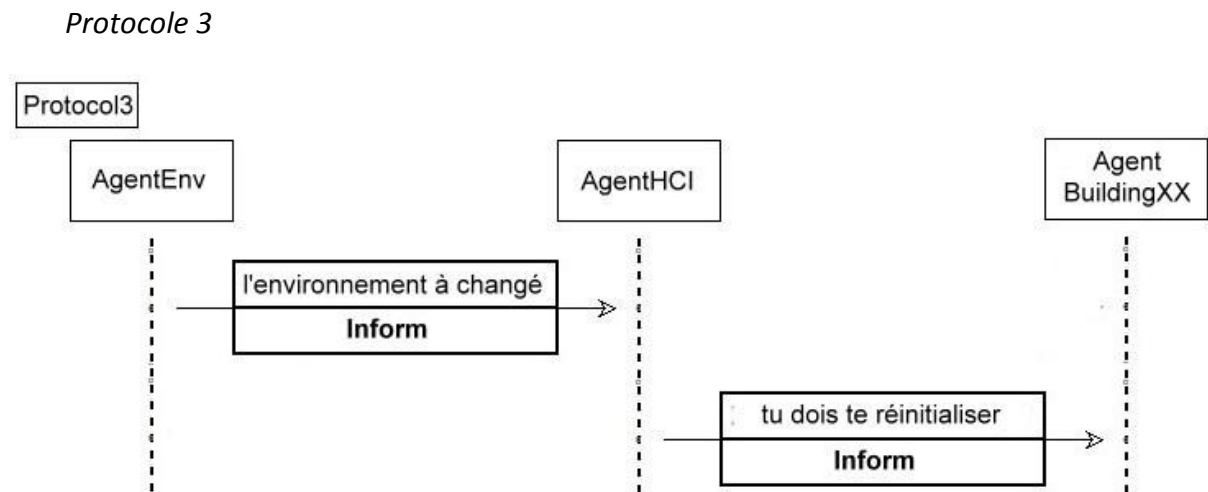 Protocole 3
Protocol3
AgentEnv
AgentHCI
Agent
BuildingXX
l'environnement à changé
Inform
tu dois te réinitialiser
Inform